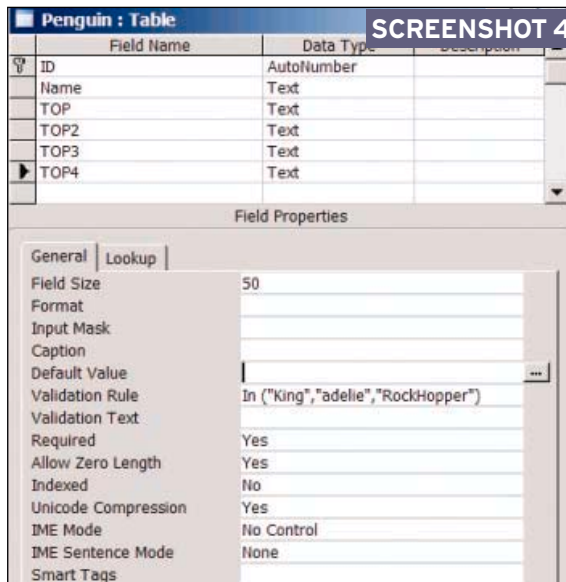 Penguin : Table
SCREENSHOT 4
Field Name Data Type Description
ID AutoNumber
Name Text
TOP Text
TOP2 Text
TOP3 Text
TOP4 Text
Field Properties
General Lookup
Field Size 50
Format
Input Mask
Caption
Default Value ...
Validation Rule In ("King","adelie","RockHopper")
Validation Text
Required Yes
Allow Zero Length Yes
Indexed No
Unicode Compression Yes
IME Mode No Control
IME Sentence Mode None
Smart Tags